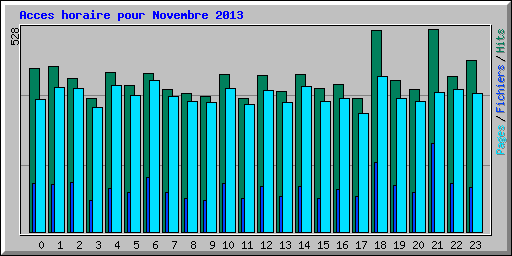 Acces horaire pour Novembre 2013
528
Pages/Fichiers/Hits
0 1 2 3 4 5 6 7 8 9 10 11 12 13 14 15 16 17 18 19 20 21 22 23